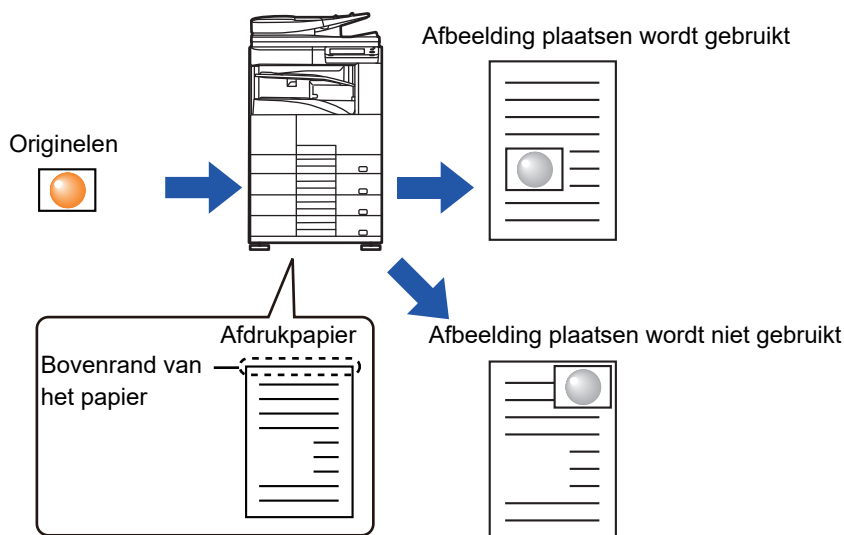 Afbeelding plaatsen wordt gebruikt
Originelen
Afdrukpapier
Bovenrand van
het papier
Afbeelding plaatsen wordt niet gebruikt